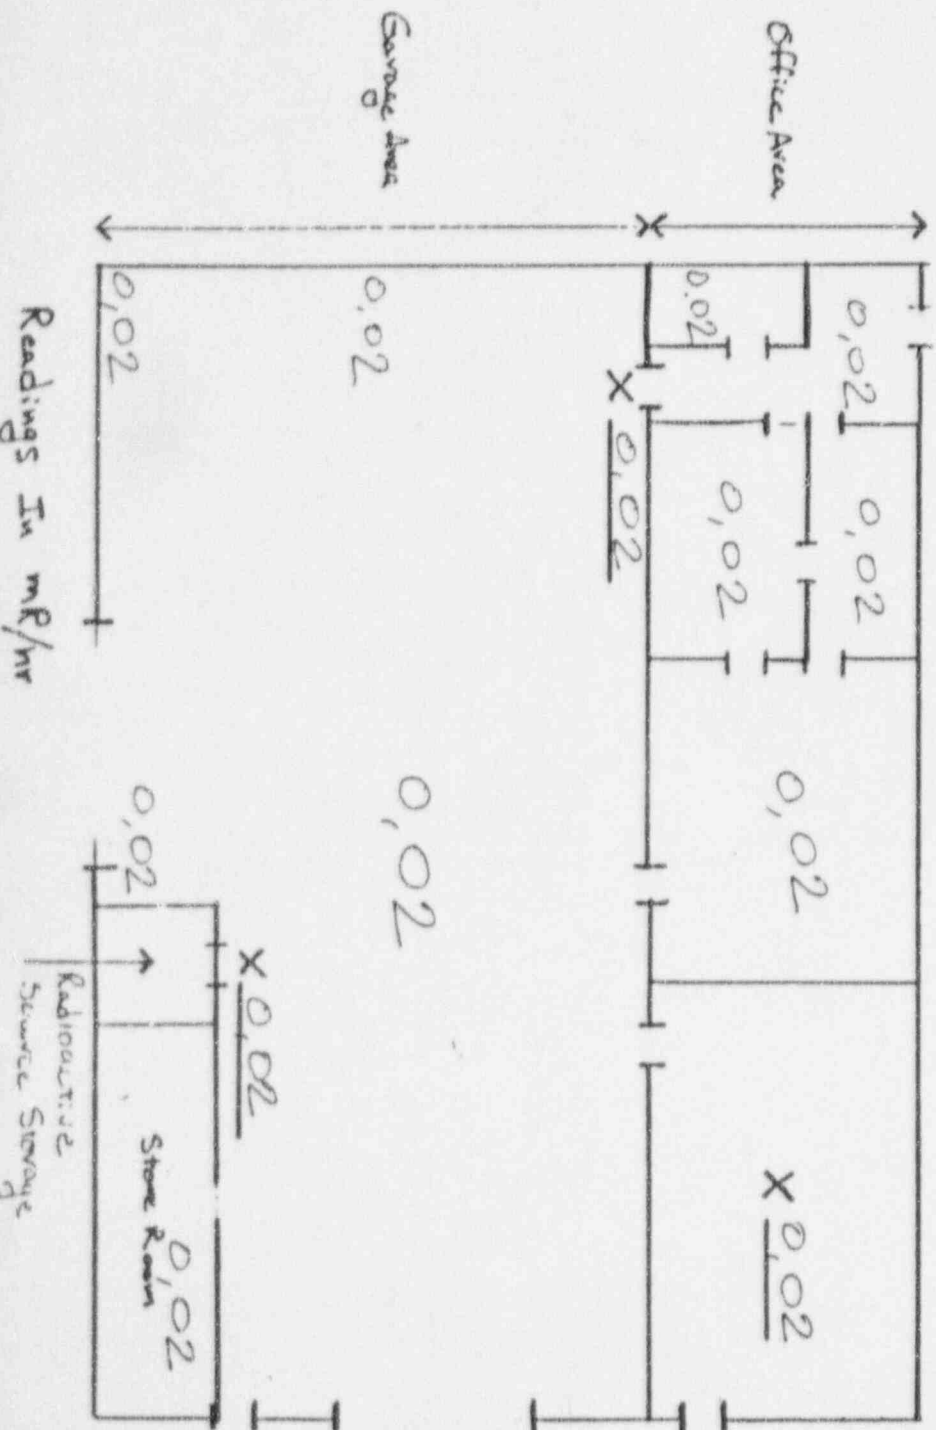 Office Area
0,02
0,02
0,02
X 0,02
0.02
0,02
X 0,02
Garage Area
0,02
0,02
X 0,02
0,02
Store Room
0,02
0,02
Radioactive
Source Storage
Readings In mR/hr